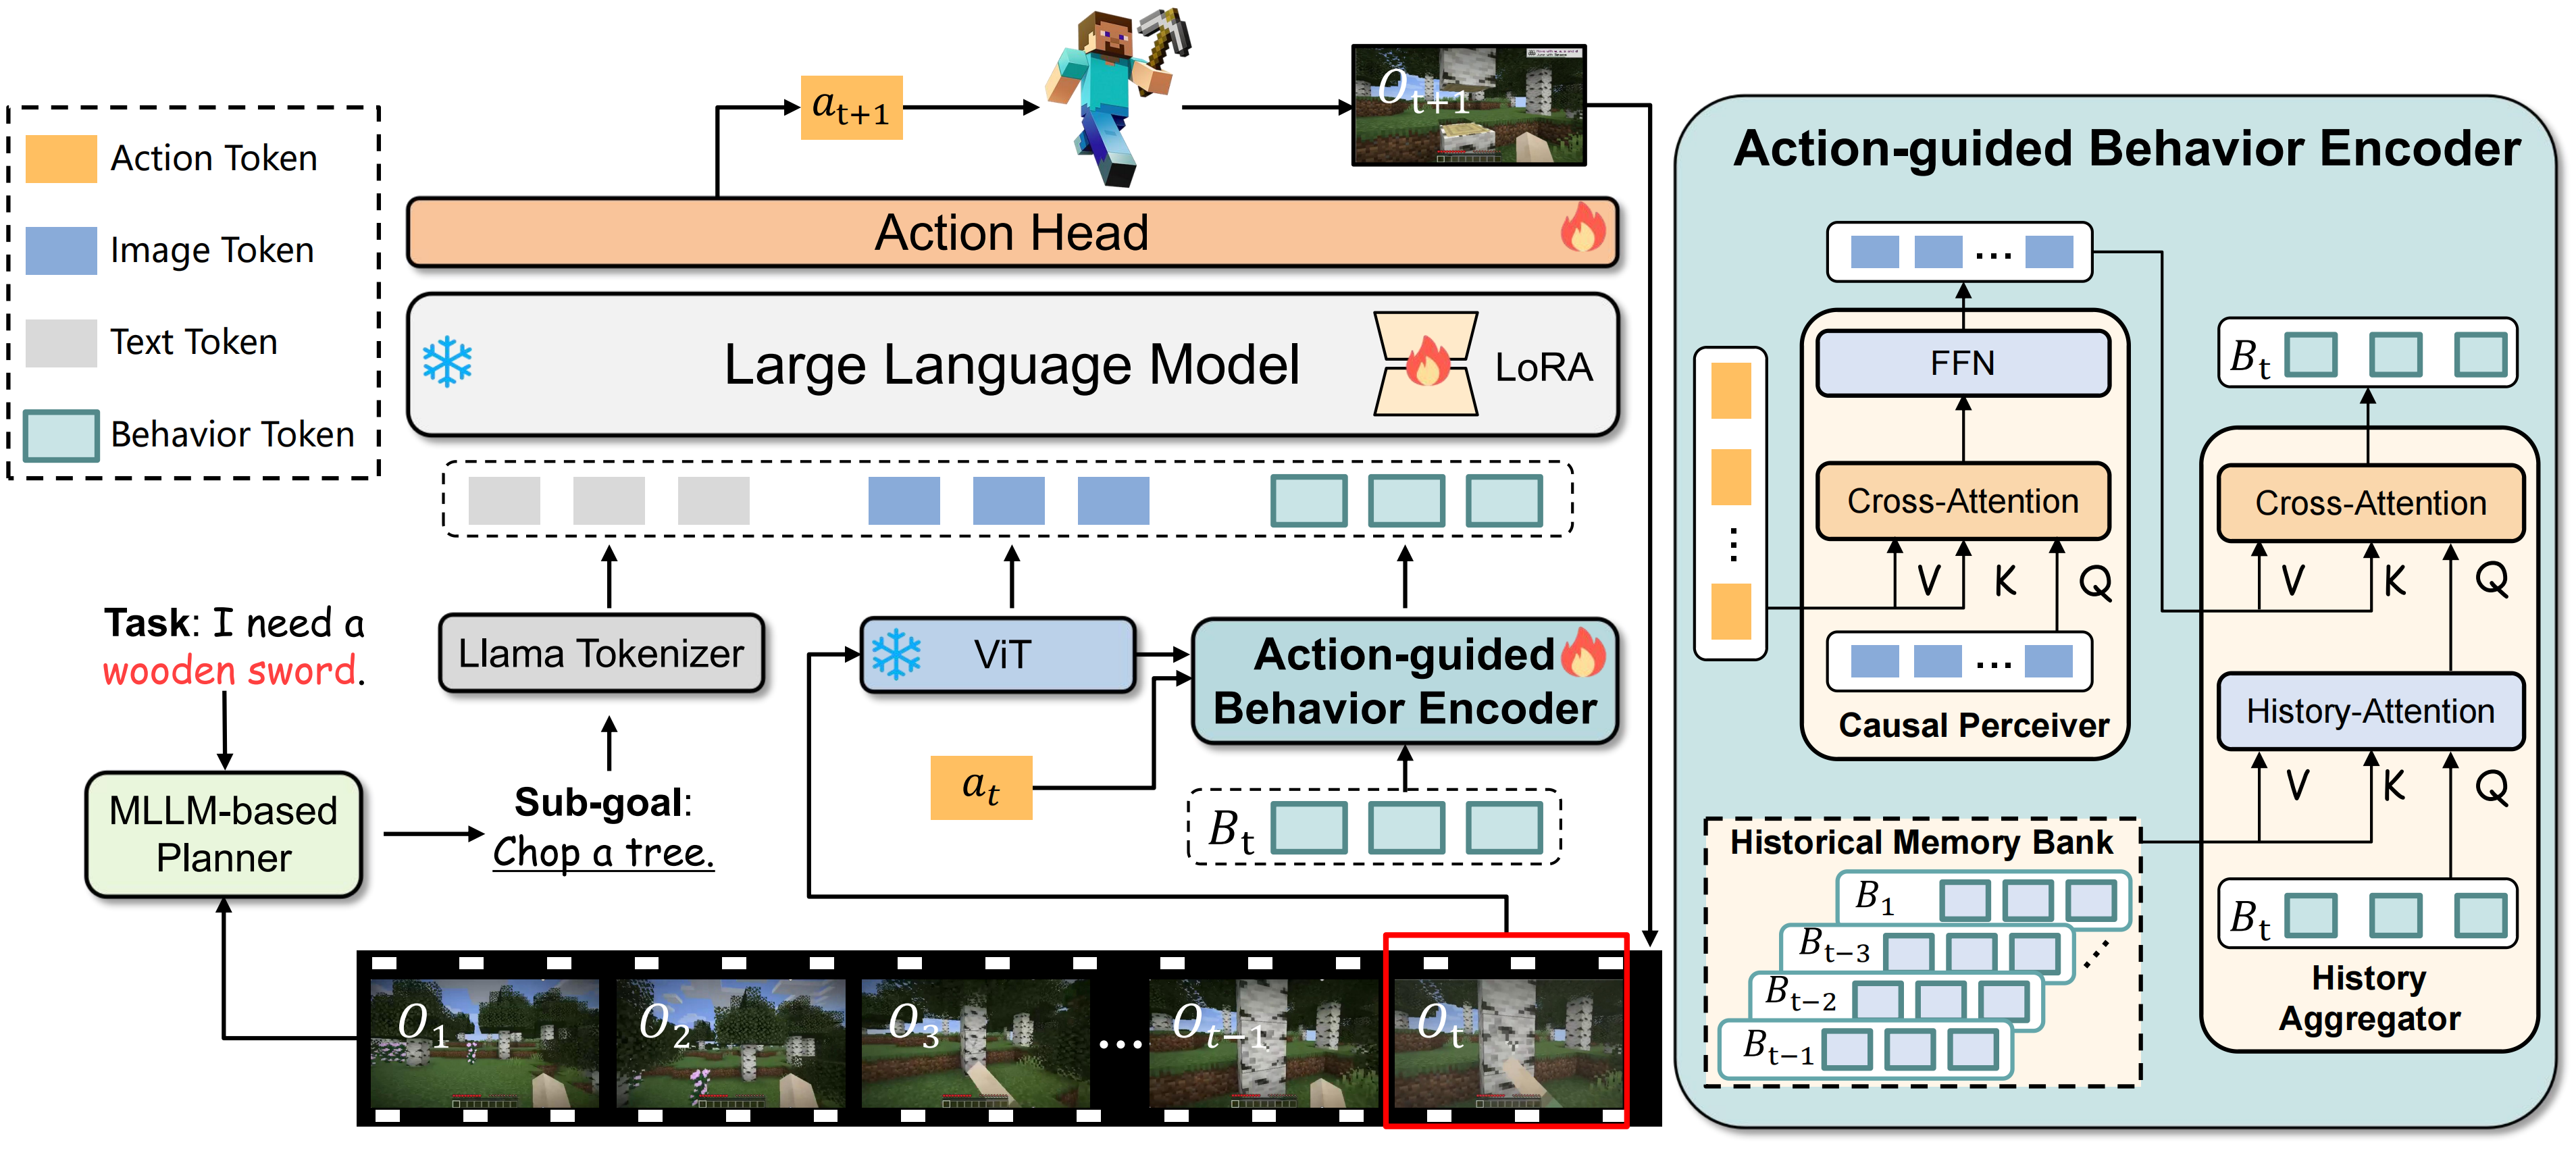 Action Token
Image Token
Text Token
Behavior Token
a_{t+1}
O_{t+1}
Action Head
Large Language Model
LoRA
Task: I need a
wooden sword.
Llama Tokenizer
ViT
Action-guided
Behavior Encoder
MLLM-based
Planner
Sub-goal:
Chop a tree.
a_t
B_t
O_1
O_2
O_3
...
O_{t-1}
O_t
Action-guided Behavior Encoder
...
FFN
Cross-Attention
V
K
Q
...
Causal Perceiver
B_t
Cross-Attention
V
K
Q
History-Attention
V
K
Q
B_t
History
Aggregator
Historical Memory Bank
B_1
B_{t-3}
B_{t-2}
B_{t-1}